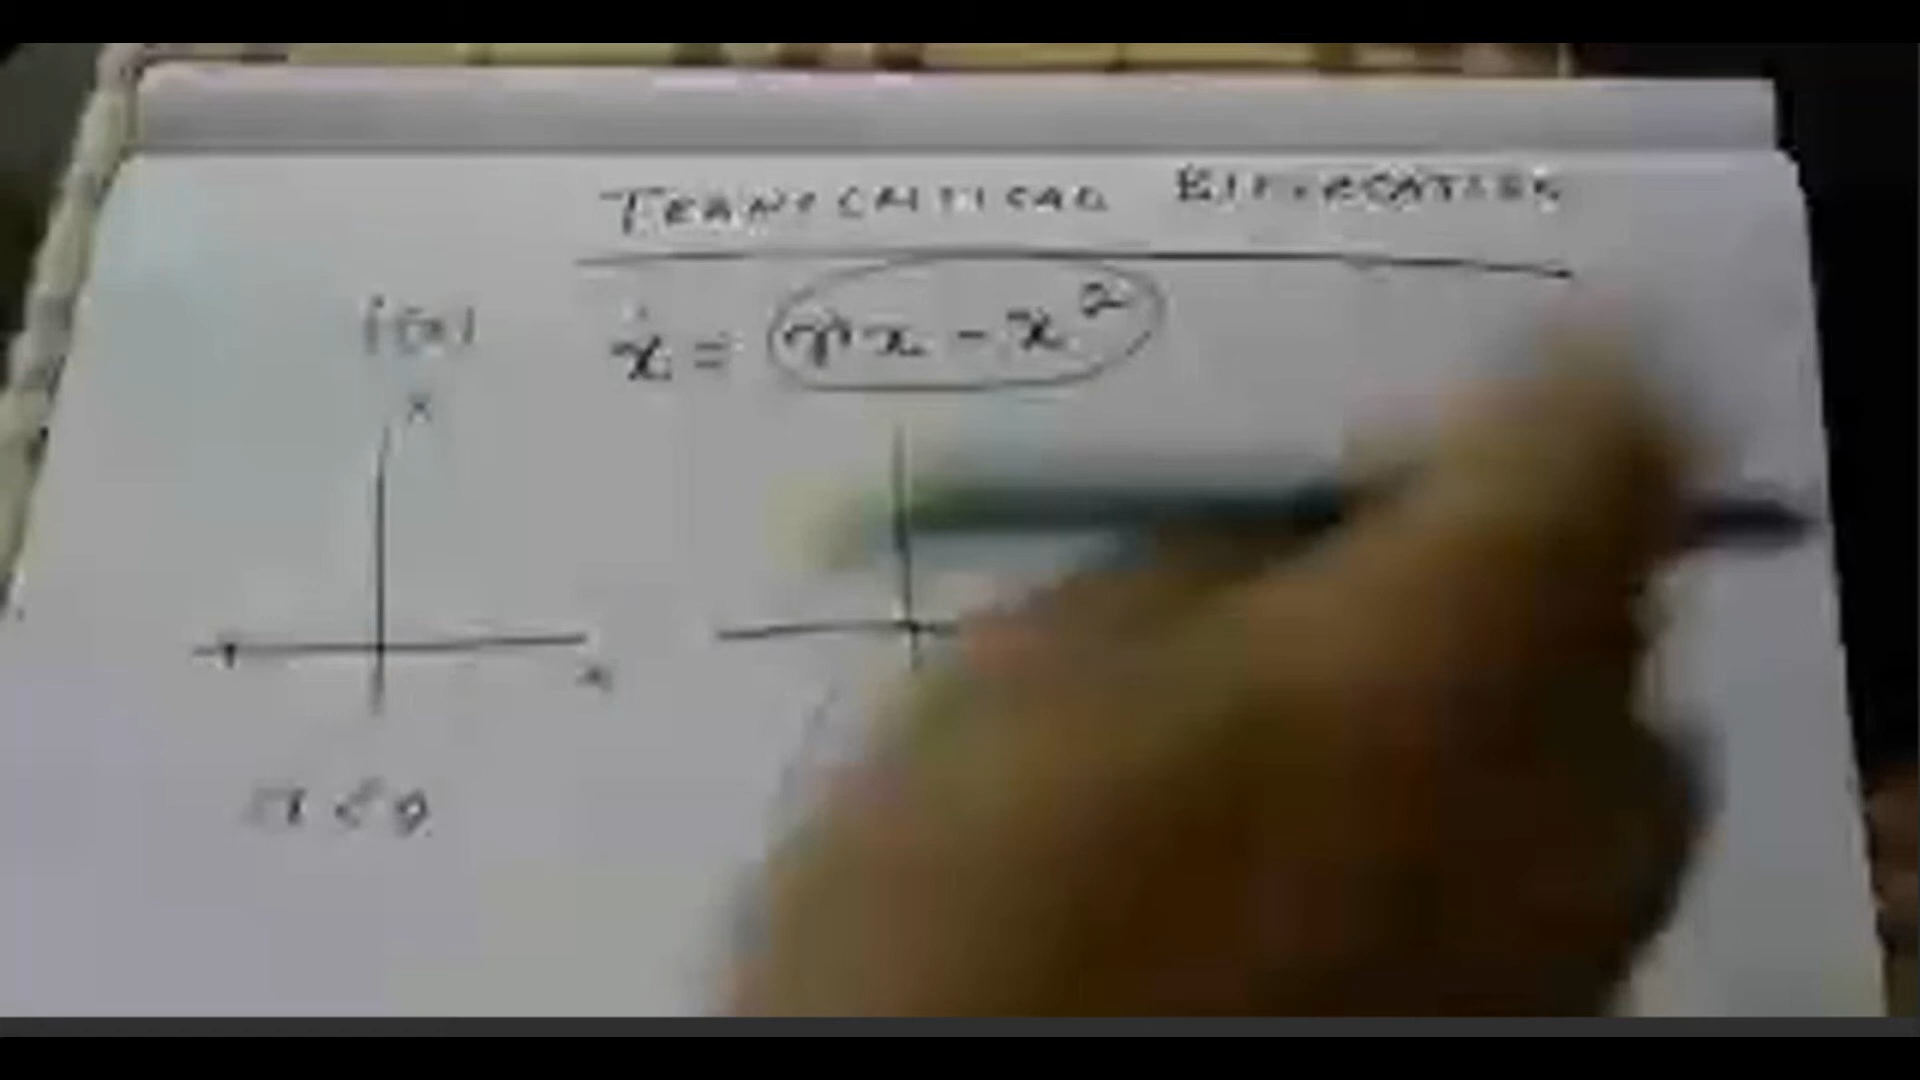 TRANSCRITICAL BIFURCATION
f(x)
ẋ = rx - x²
x
x
r < 0